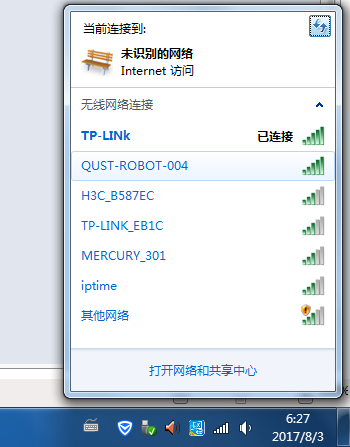 当前连接到:
未识别的网络
Internet 访问
无线网络连接
TP-LINk 已连接
QUST-ROBOT-004
H3C_B587EC
TP-LINK_EB1C
MERCURY_301
iptime
其他网络
打开网络和共享中心
6:27
2017/8/3